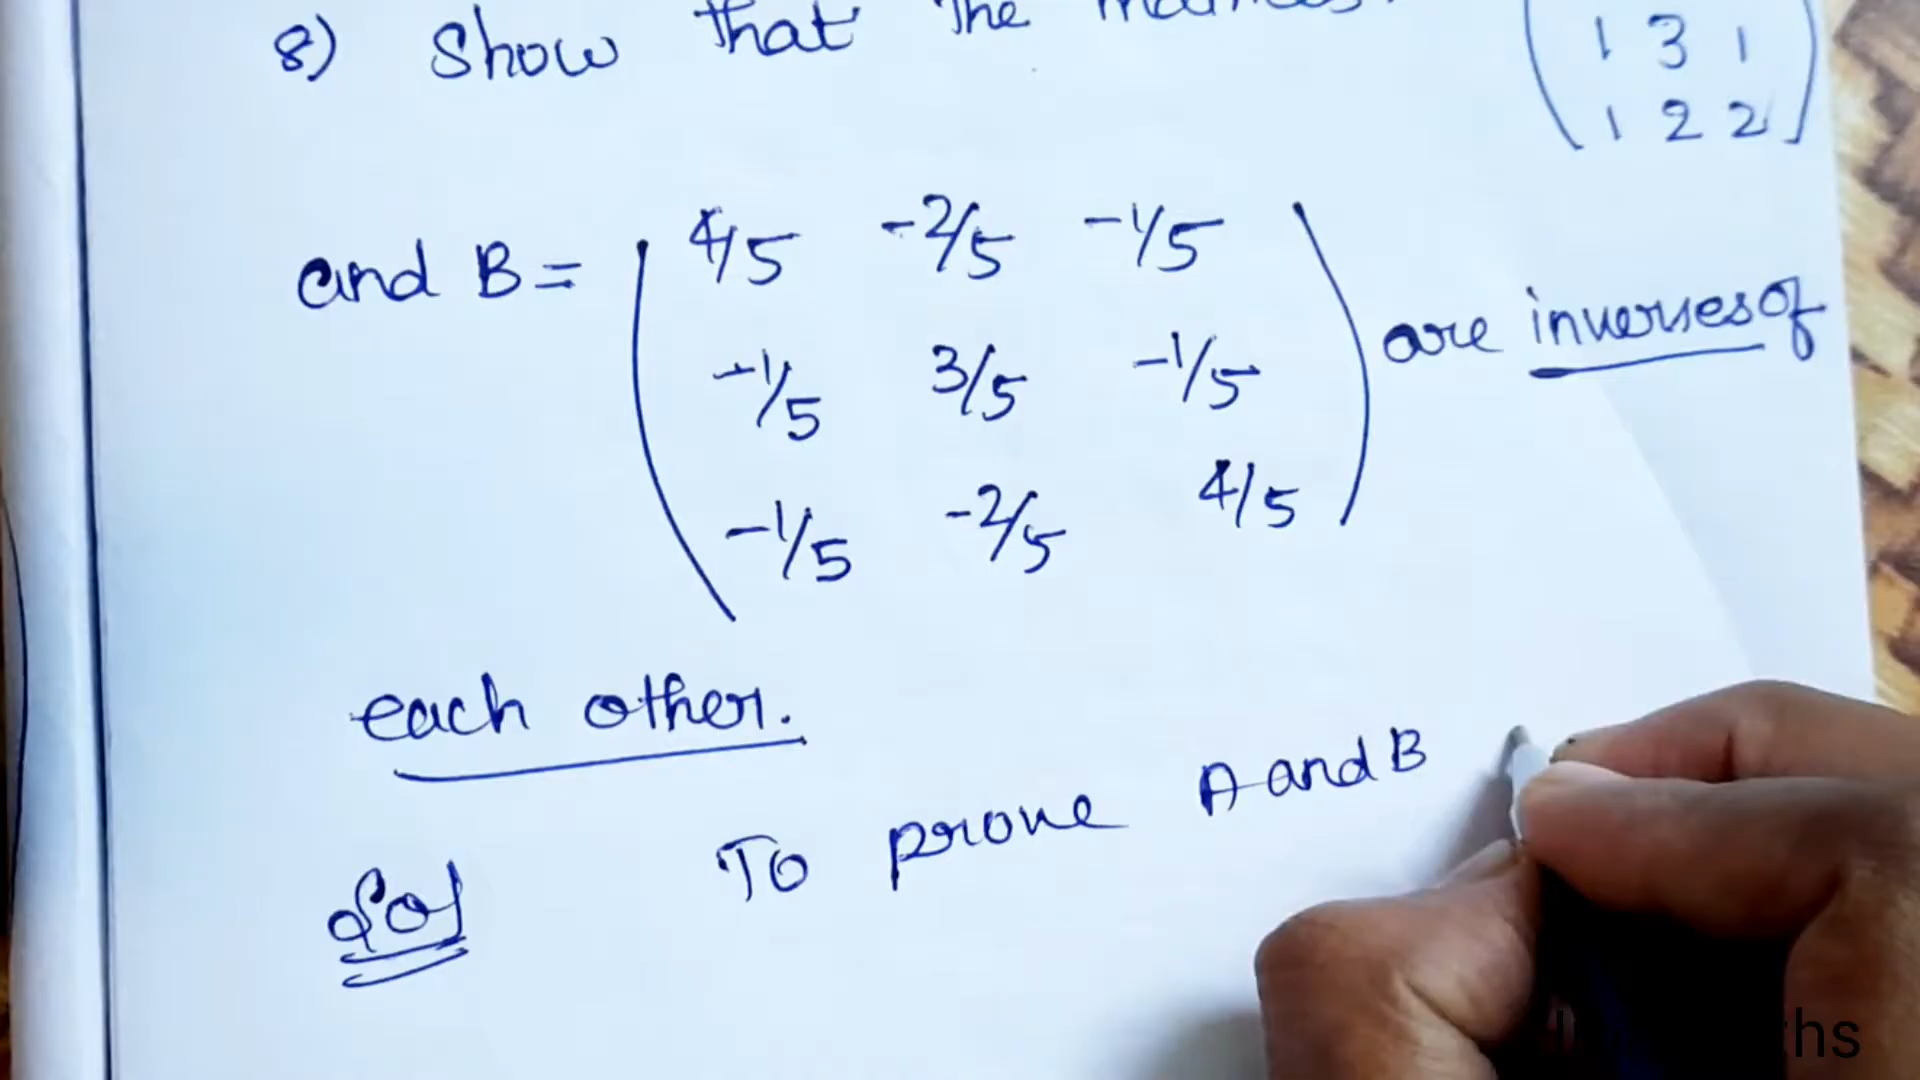 8) Show that the
1 3 1
1 2 2
and B = 4/5 -2/5 -1/5
-1/5 3/5 -1/5 are inverses of
-1/5 -2/5 4/5
each other.
Sol To prove A and B